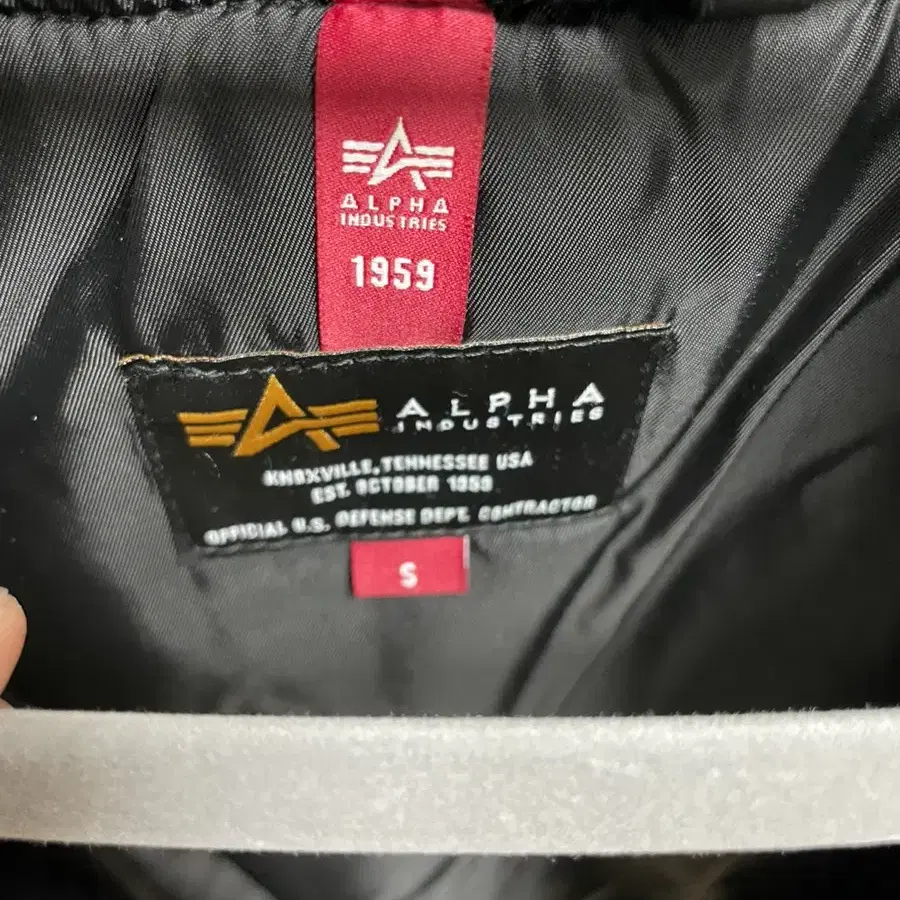 ALPHA
INDUSTRIES
1959
ALPHA
INDUSTRIES
KNOXVILLE, TENNESSEE USA
EST. OCTOBER 1959
OFFICIAL U.S. DEFENSE DEPT. CONTRACTOR
S